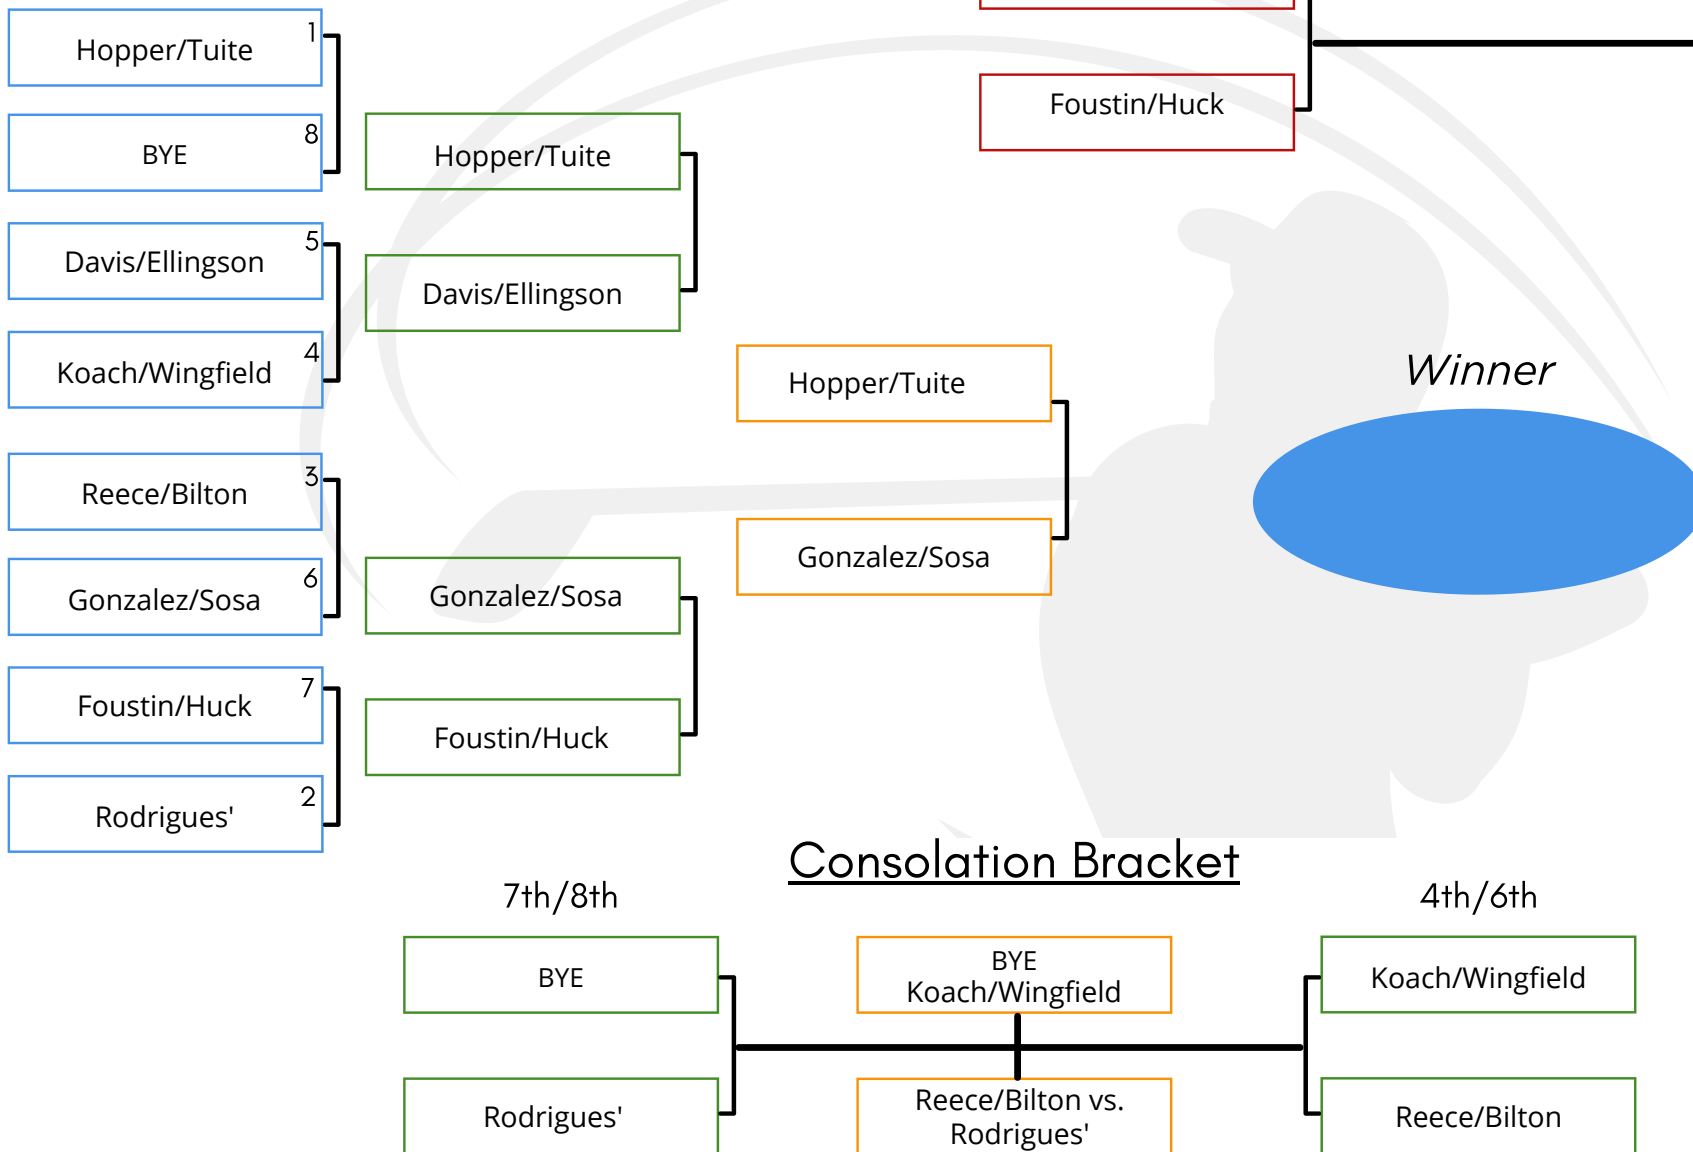 Hopper/Tuite
1
BYE
8
Davis/Ellingson
5
Koach/Wingfield
4
Reece/Bilton
3
Gonzalez/Sosa
6
Foustin/Huck
7
Rodrigues'
2
Hopper/Tuite
Davis/Ellingson
Gonzalez/Sosa
Foustin/Huck
Hopper/Tuite
Gonzalez/Sosa
Foustin/Huck
Winner
Consolation Bracket
7th/8th
BYE
Rodrigues'
BYE
Koach/Wingfield
Reece/Bilton vs.
Rodrigues'
4th/6th
Koach/Wingfield
Reece/Bilton